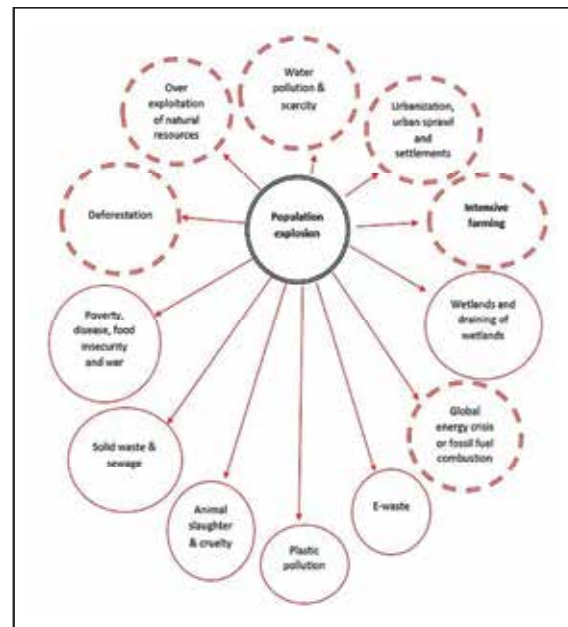 Water
pollution &
scarcity
Over
exploitation
of natural
resources
Urbanization,
urban sprawl
and
settlements
Deforestation
Population
explosion
Intensive
farming
Poverty,
disease, food
insecurity
and war
Wetlands and
draining of
wetlands
Solid waste &
sewage
Global
energy crisis
or fossil fuel
combustion
Animal
slaughter
& cruelty
Plastic
pollution
E-waste